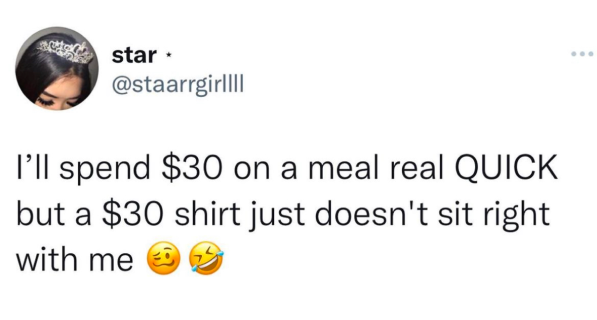 star ⋆
@staarrgirllll
I’ll spend $30 on a meal real QUICK
but a $30 shirt just doesn't sit right
with me 🥴🤣